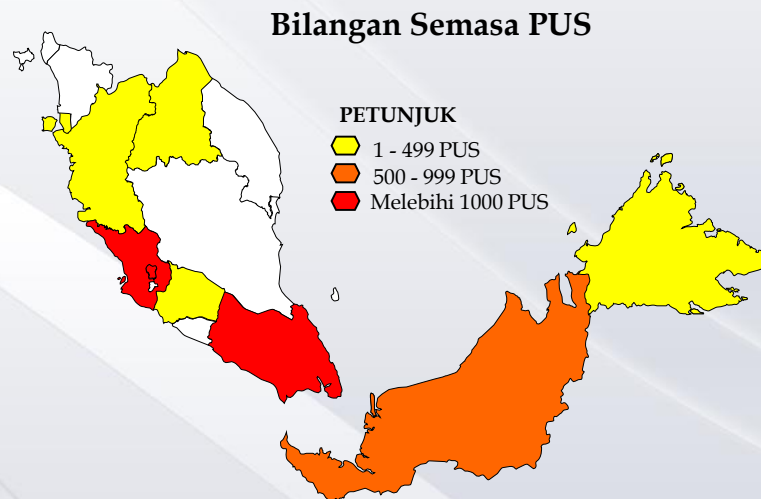 Bilangan Semasa PUS
PETUNJUK
1 - 499 PUS
500 - 999 PUS
Melebihi 1000 PUS